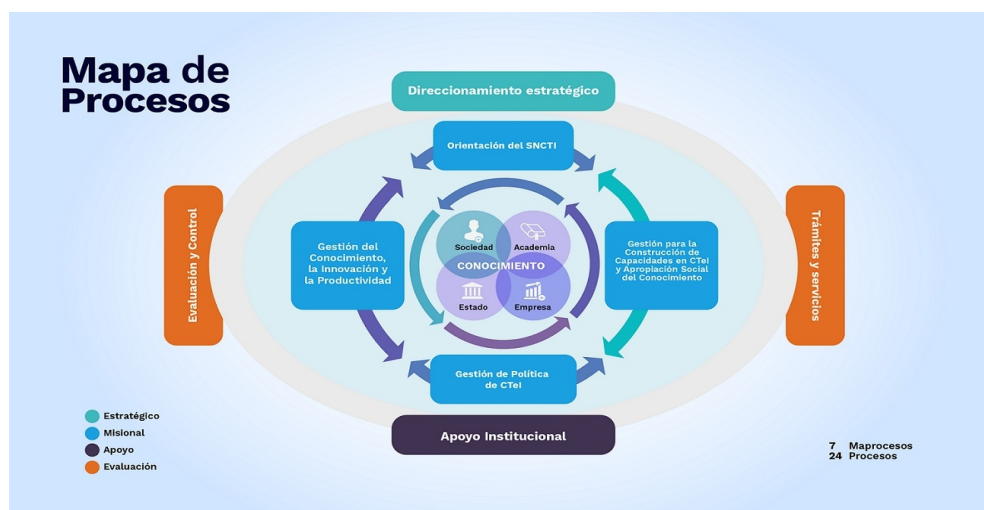 Mapa de
Procesos
Direccionamiento estratégico
Orientación del SNCTI
Evaluación y Control
Gestión del
Conocimiento,
la Innovación y
la Productividad
Sociedad
Academia
CONOCIMIENTO
Estado
Empresa
Gestión para la
Construcción de
Capacidades en CTeI
y Apropiación Social
del Conocimiento
Trámites y servicios
Gestión de Política
de CTeI
Apoyo Institucional
Estratégico
Misional
Apoyo
Evaluación
7 Maprocesos
24 Procesos